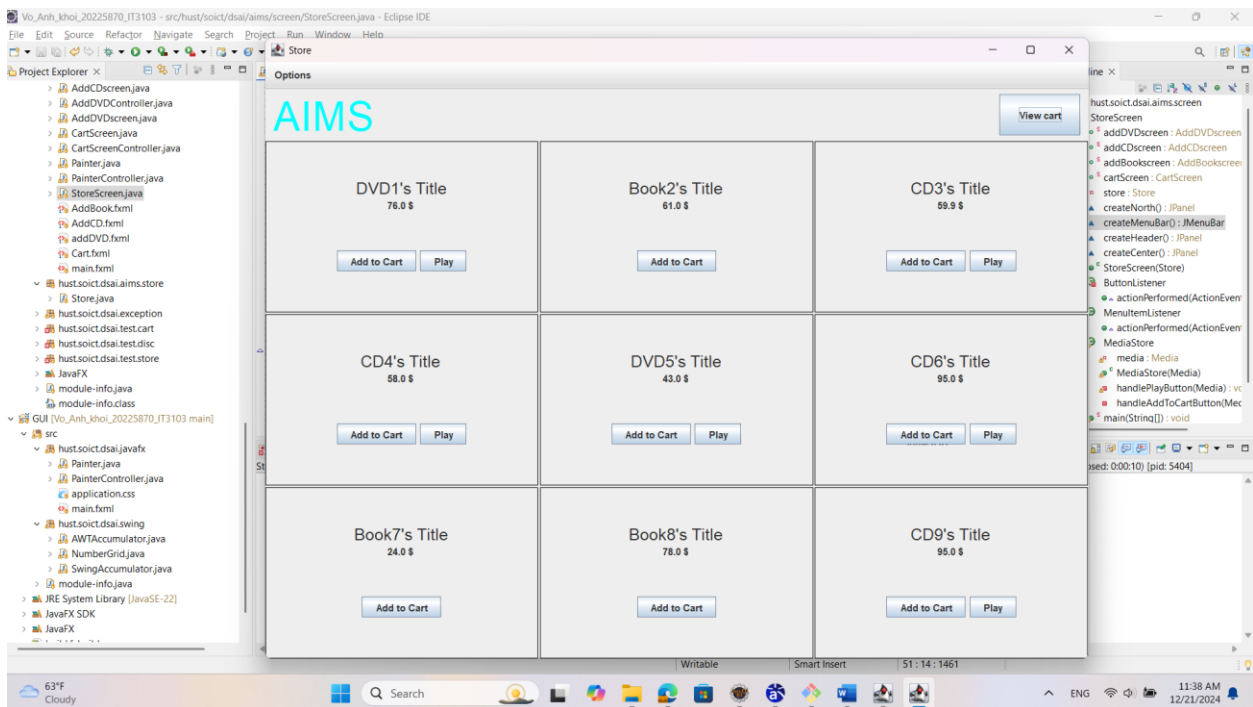 Vo_Anh_khoi_20225870_IT3103 - src/hust/soict/dsai/aims/screen/StoreScreen.java - Eclipse IDE
File Edit Source Refactor Navigate Search Project Run Window Help
Project Explorer
AddCDscreen.java
AddDVDController.java
AddDVDscreen.java
CartScreen.java
CartScreenController.java
Painter.java
PainterController.java
StoreScreen.java
AddBook.fxml
AddCD.fxml
addDVD.fxml
Cart.fxml
main.fxml
hust.soict.dsai.aims.store
Store.java
hust.soict.dsai.exception
hust.soict.dsai.test.cart
hust.soict.dsai.test.disc
hust.soict.dsai.test.store
JavaFX
module-info.java
module-info.class
GUI [Vo_Anh_khoi_20225870_IT3103 main]
src
hust.soict.dsai.javafx
Painter.java
PainterController.java
application.css
main.fxml
hust.soict.dsai.swing
AWTAccumulator.java
NumberGrid.java
SwingAccumulator.java
module-info.java
JRE System Library [JavaSE-22]
JavaFX SDK
JavaFX
Store
Options
AIMS
View cart
DVD1's Title
76.0 $
Add to Cart Play
Book2's Title
61.0 $
Add to Cart
CD3's Title
59.9 $
Add to Cart Play
CD4's Title
58.0 $
Add to Cart Play
DVD5's Title
43.0 $
Add to Cart Play
CD6's Title
95.0 $
Add to Cart Play
Book7's Title
24.0 $
Add to Cart
Book8's Title
78.0 $
Add to Cart
CD9's Title
95.0 $
Add to Cart Play
line
hust.soict.dsai.aims.screen
StoreScreen
addDVDscreen : AddDVDscreen
addCDscreen : AddCDscreen
addBookscreen : AddBookscreen
cartScreen : CartScreen
store : Store
createNorth() : JPanel
createMenuBar() : JMenuBar
createHeader() : JPanel
createCenter() : JPanel
StoreScreen(Store)
ButtonListener
actionPerformed(ActionEvent
MenuItemListener
actionPerformed(ActionEvent
MediaStore
media : Media
MediaStore(Media)
handlePlayButton(Media) : vo
handleAddToCartButton(Med
main(String[]) : void
St
osed: 0:00:10) [pid: 5404]
Writable Smart Insert 51 : 14 : 1461
63°F
Cloudy
Search
ENG
11:38 AM
12/21/2024